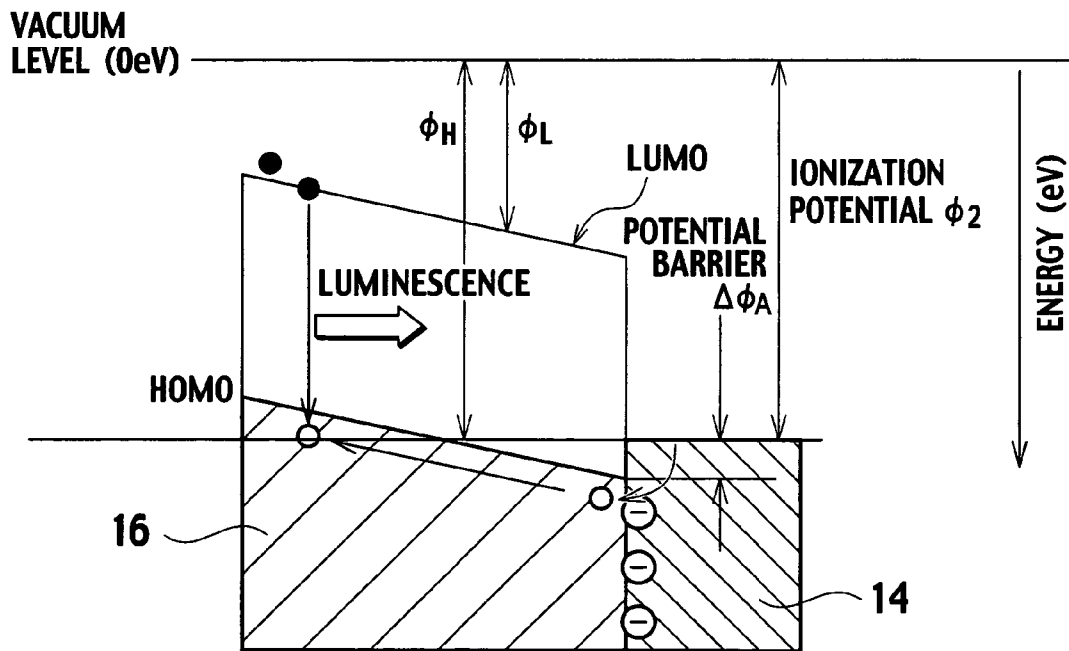 VACUUM
LEVEL (0eV)
ϕH
ϕL
LUMO
IONIZATION
POTENTIAL ϕ2
POTENTIAL
BARRIER
ΔϕA
ENERGY (eV)
LUMINESCENCE
HOMO
16
14
−
−
−